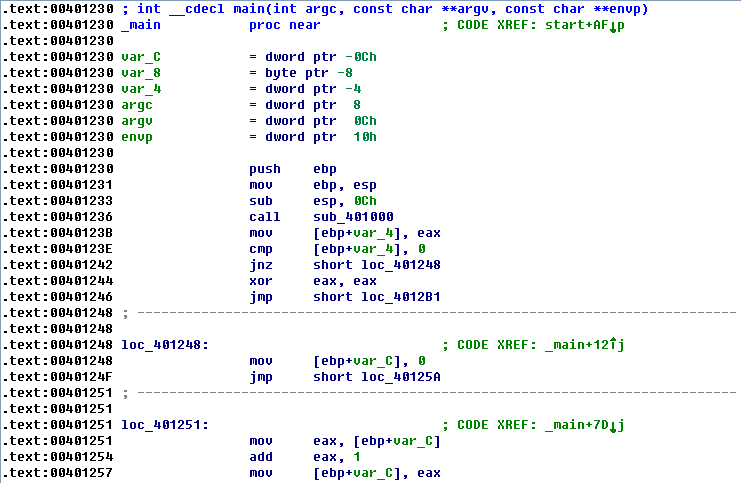 .text:00401230 ; int __cdecl main(int argc, const char **argv, const char **envp)
.text:00401230 _main           proc near               ; CODE XREF: start+AF↓p
.text:00401230
.text:00401230 var_C           = dword ptr -0Ch
.text:00401230 var_8           = byte ptr -8
.text:00401230 var_4           = dword ptr -4
.text:00401230 argc            = dword ptr  8
.text:00401230 argv            = dword ptr  0Ch
.text:00401230 envp            = dword ptr  10h
.text:00401230
.text:00401230                 push    ebp
.text:00401231                 mov     ebp, esp
.text:00401233                 sub     esp, 0Ch
.text:00401236                 call    sub_401000
.text:0040123B                 mov     [ebp+var_4], eax
.text:0040123E                 cmp     [ebp+var_4], 0
.text:00401242                 jnz     short loc_401248
.text:00401244                 xor     eax, eax
.text:00401246                 jmp     short loc_4012B1
.text:00401248 ; ---------------------------------------------------------------------------
.text:00401248
.text:00401248 loc_401248:                             ; CODE XREF: _main+12↑j
.text:00401248                 mov     [ebp+var_C], 0
.text:0040124F                 jmp     short loc_40125A
.text:00401251 ; ---------------------------------------------------------------------------
.text:00401251
.text:00401251 loc_401251:                             ; CODE XREF: _main+7D↓j
.text:00401251                 mov     eax, [ebp+var_C]
.text:00401254                 add     eax, 1
.text:00401257                 mov     [ebp+var_C], eax